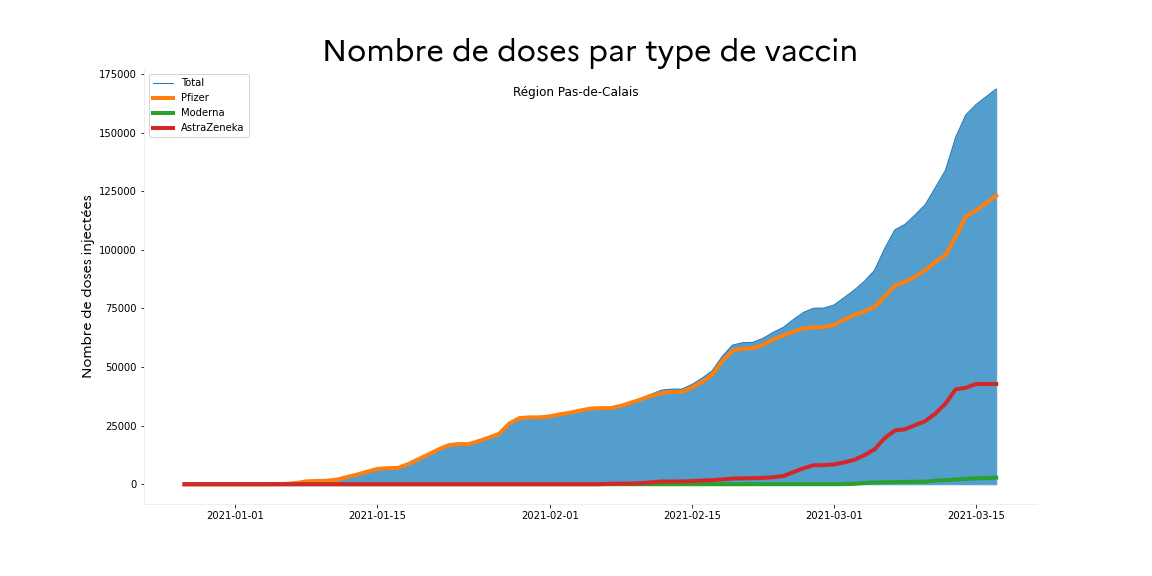 Nombre de doses par type de vaccin
Région Pas-de-Calais
Total
Pfizer
Moderna
AstraZeneka
Nombre de doses injectées
175000
150000
125000
100000
75000
50000
25000
0
2021-01-01
2021-01-15
2021-02-01
2021-02-15
2021-03-01
2021-03-15